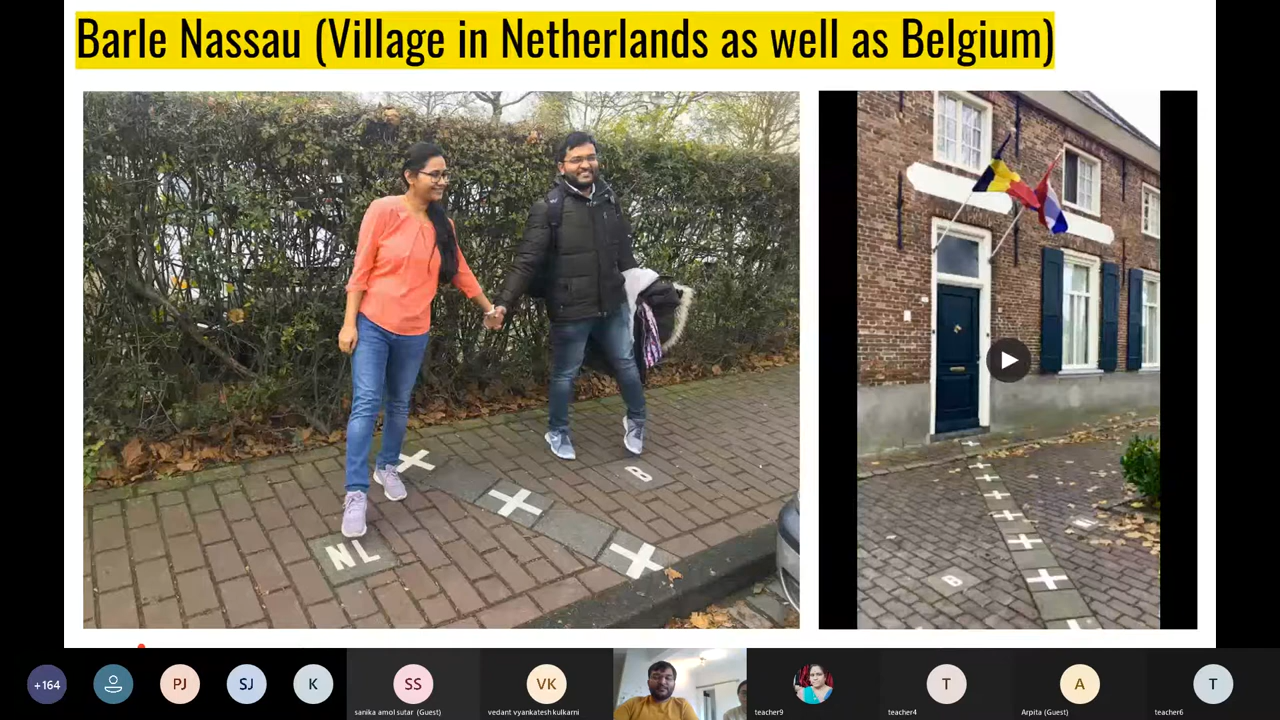 Barle Nassau (Village in Netherlands as well as Belgium)
NL
B
B
+164
PJ
SJ
K
SS
VK
T
A
T
sanika amol sutar (Guest)
vedant vyankatesh kulkarni
teacher9
teacher4
Arpita (Guest)
teacher6